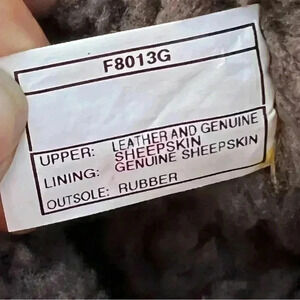 F8013G
UPPER: LEATHER AND GENUINE
SHEEPSKIN
LINING: GENUINE SHEEPSKIN
OUTSOLE: RUBBER